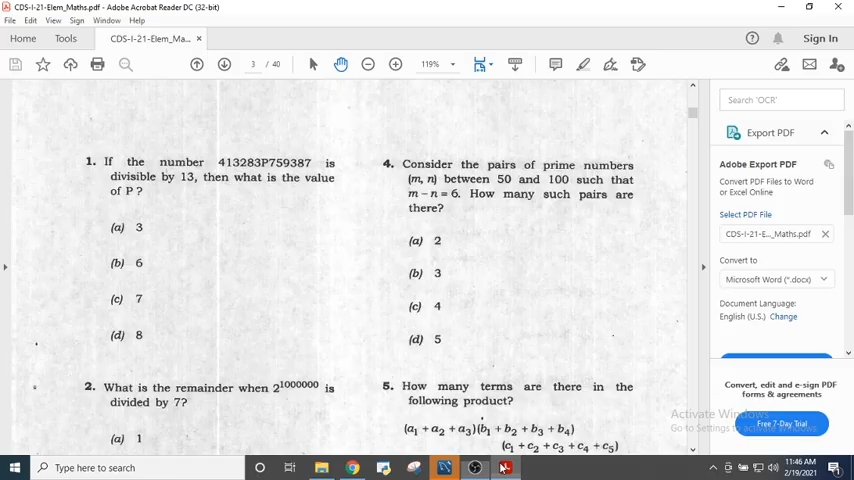 CDS-I-21-Elem_Maths.pdf - Adobe Acrobat Reader DC (32-bit)
File Edit View Sign Window Help
Home Tools CDS-I-21-Elem_Ma... × Sign In
3 / 40 119%
1. If the number 413283P759387 is
divisible by 13, then what is the value
of P ?
(a) 3
(b) 6
(c) 7
(d) 8
2. What is the remainder when 2^1000000 is
divided by 7?
(a) 1
4. Consider the pairs of prime numbers
(m, n) between 50 and 100 such that
m – n = 6. How many such pairs are
there?
(a) 2
(b) 3
(c) 4
(d) 5
5. How many terms are there in the
following product?
(a₁ + a₂ + a₃)(b₁ + b₂ + b₃ + b₄)
(c₁ + c₂ + c₃ + c₄ + c₅)
Search 'OCR'
Export PDF
Adobe Export PDF
Convert PDF Files to Word
or Excel Online
Select PDF File
CDS-I-21-E..._Maths.pdf ×
Convert to
Microsoft Word (*.docx)
Document Language:
English (U.S.) Change
Convert, edit and e-sign PDF
forms & agreements
Free 7-Day Trial
Activate Windows
Go to Settings to activate Windows.
Type here to search
11:46 AM
2/19/2021